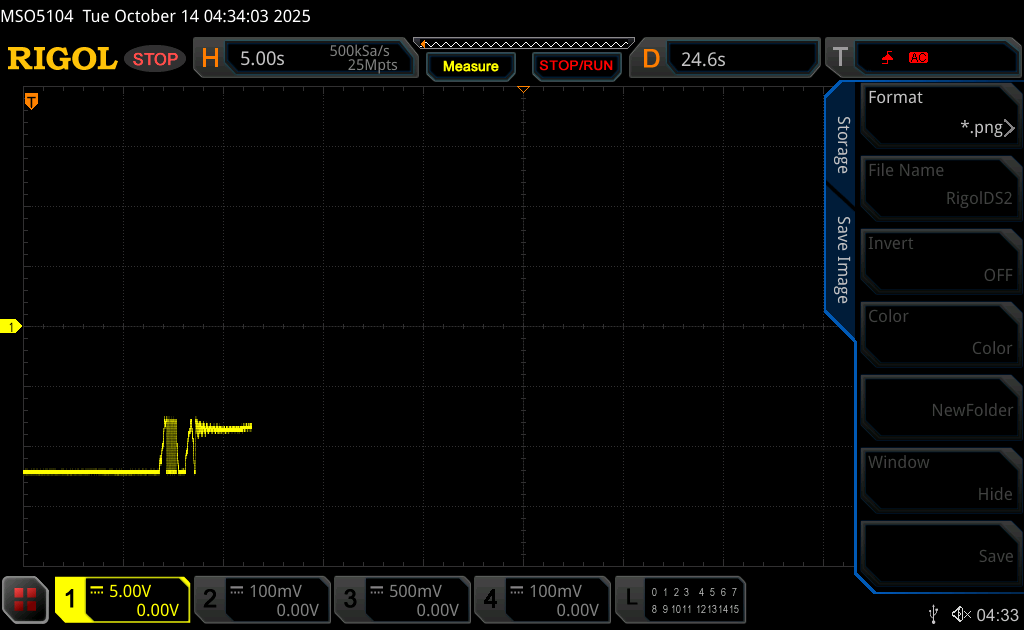 MSO5104 Tue October 14 04:34:03 2025
RIGOL STOP H 5.00s 500kSa/s 25Mpts Measure STOP/RUN D 24.6s T AC
T
Storage
Save Image
Format
*.png
File Name
RigolDS2
Invert
OFF
Color
Color
NewFolder
Window
Hide
Save
1
1 5.00V 0.00V
2 100mV 0.00V
3 500mV 0.00V
4 100mV 0.00V
L 0 1 2 3 4 5 6 7
8 9 10 11 12 13 14 15
04:33